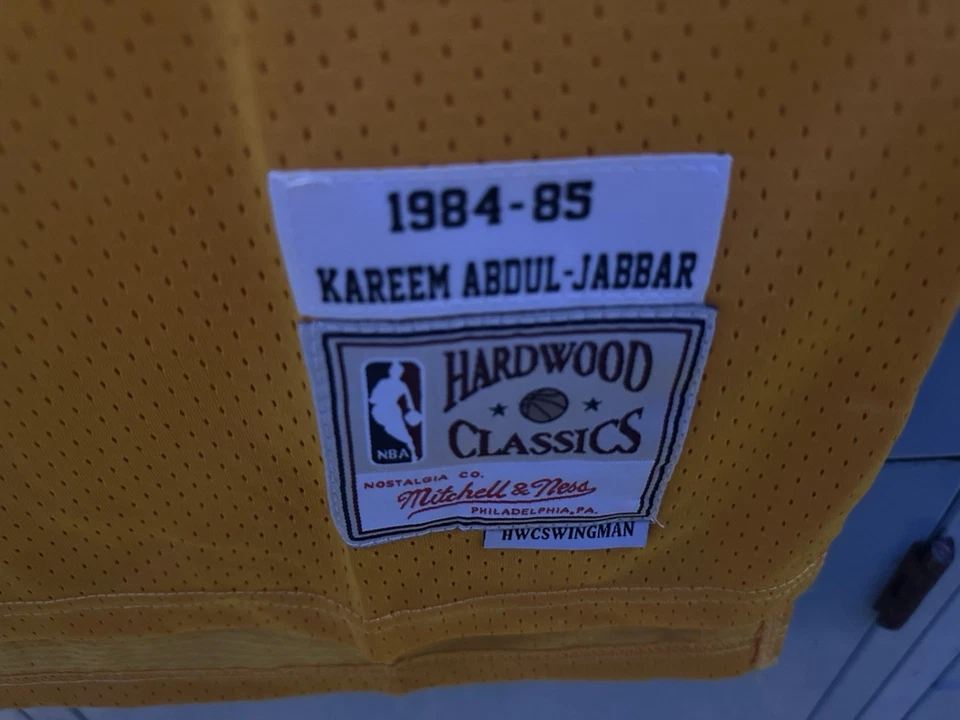 1984-85
KAREEM ABDUL-JABBAR
HARDWOOD
CLASSICS
NBA
NOSTALGIA CO.
Mitchell & Ness
PHILADELPHIA, PA.
HWCSWINGMAN